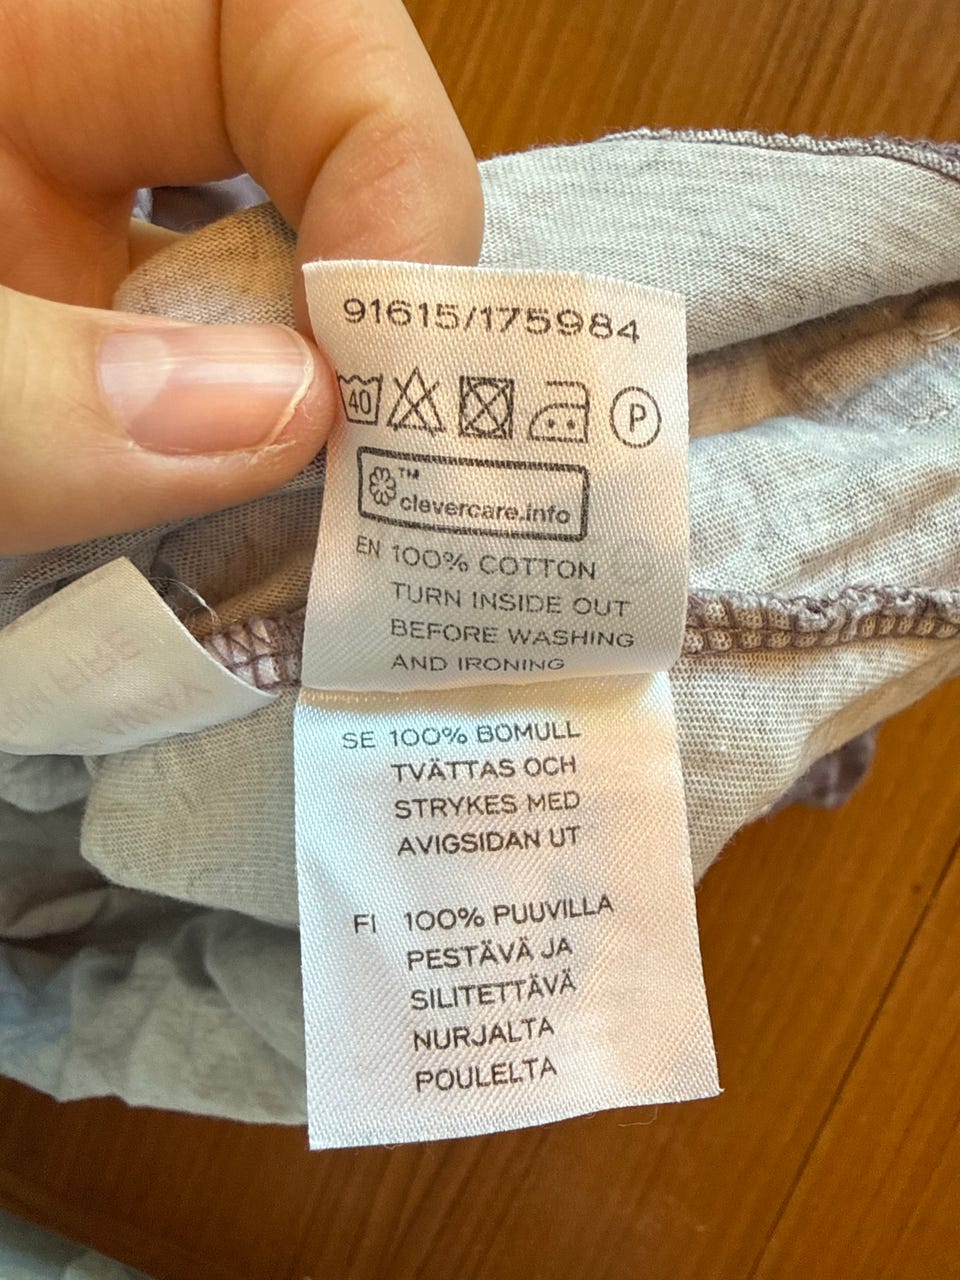 91615/175984
40
P
™
clevercare.info
EN 100% COTTON
TURN INSIDE OUT
BEFORE WASHING
AND IRONING
SE 100% BOMULL
TVÄTTAS OCH
STRYKES MED
AVIGSIDAN UT
FI 100% PUUVILLA
PESTÄVÄ JA
SILITETTÄVÄ
NURJALTA
POULELTA